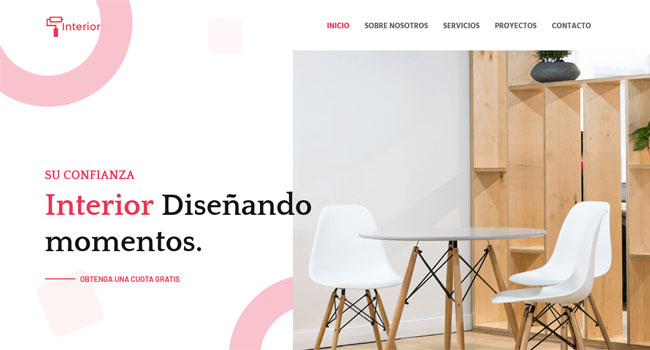 Interior
INICIO
SOBRE NOSOTROS
SERVICIOS
PROYECTOS
CONTACTO
SU CONFIANZA
Interior Diseñando
momentos.
OBTENGA UNA CUOTA GRATIS